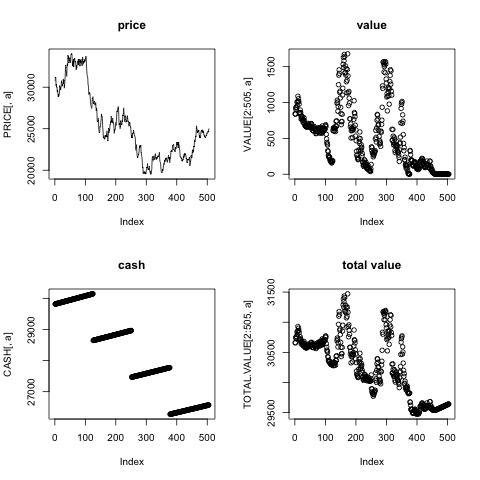 price
PRICE[, a]
20000 25000 30000
0 100 200 300 400 500
Index
value
VALUE[2:505, a]
0 500 1000 1500
0 100 200 300 400 500
Index
cash
CASH[, a]
27000 29000
0 100 200 300 400 500
Index
total value
TOTAL.VALUE[2:505, a]
29500 30500 31500
0 100 200 300 400 500
Index